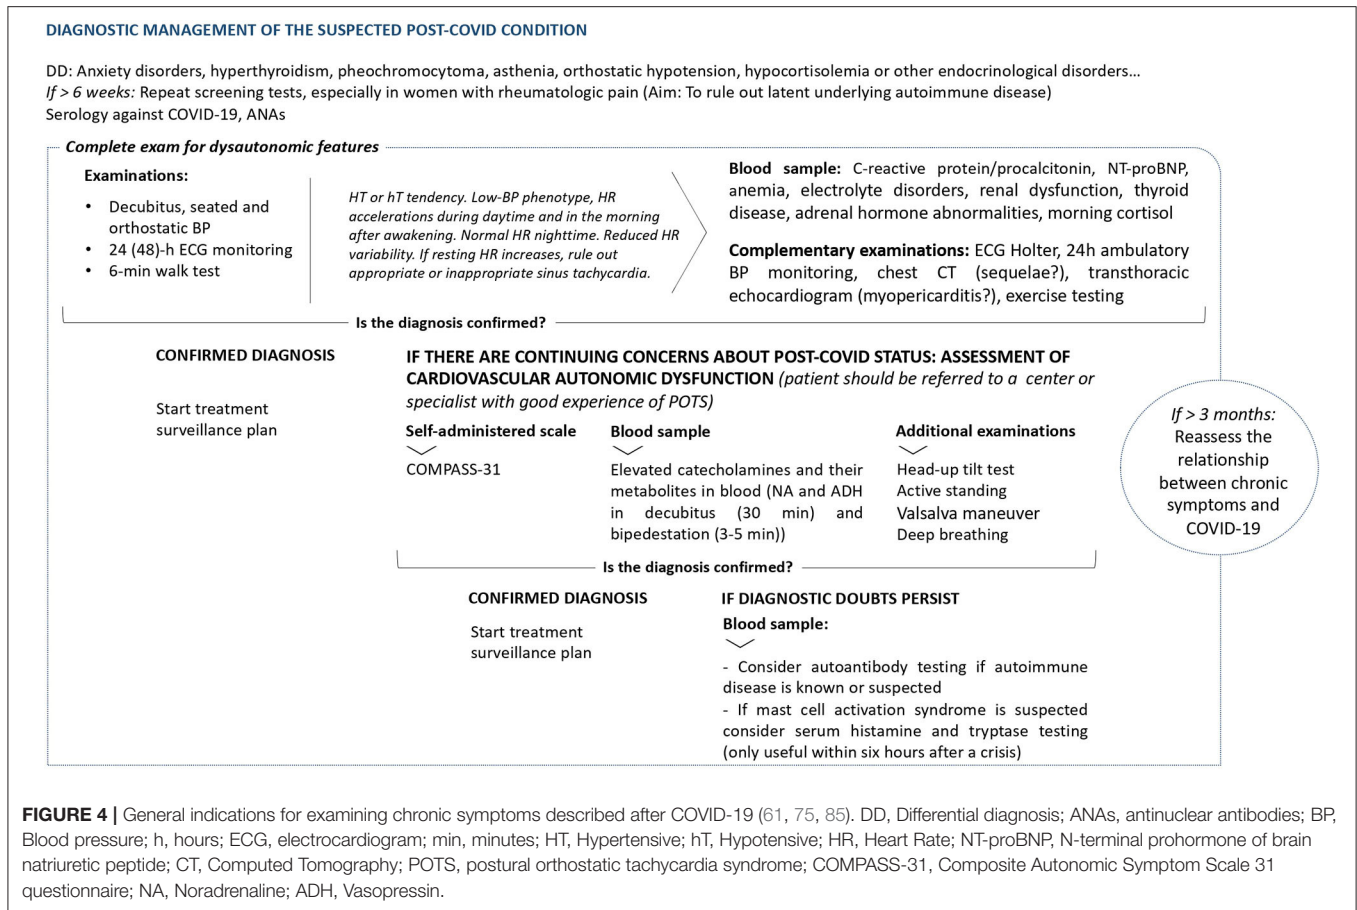 DIAGNOSTIC MANAGEMENT OF THE SUSPECTED POST-COVID CONDITION
DD: Anxiety disorders, hyperthyroidism, pheochromocytoma, asthenia, orthostatic hypotension, hypocortisolemia or other endocrinological disorders…
If > 6 weeks: Repeat screening tests, especially in women with rheumatologic pain (Aim: To rule out latent underlying autoimmune disease)
Serology against COVID-19, ANAs
Complete exam for dysautonomic features
Examinations:
• Decubitus, seated and
orthostatic BP
• 24 (48)-h ECG monitoring
• 6-min walk test
HT or hT tendency. Low-BP phenotype, HR
accelerations during daytime and in the morning
after awakening. Normal HR nighttime. Reduced HR
variability. If resting HR increases, rule out
appropriate or inappropriate sinus tachycardia.
Blood sample: C-reactive protein/procalcitonin, NT-proBNP,
anemia, electrolyte disorders, renal dysfunction, thyroid
disease, adrenal hormone abnormalities, morning cortisol
Complementary examinations: ECG Holter, 24h ambulatory
BP monitoring, chest CT (sequelae?), transthoracic
echocardiogram (myopericarditis?), exercise testing
Is the diagnosis confirmed?
CONFIRMED DIAGNOSIS
Start treatment
surveillance plan
IF THERE ARE CONTINUING CONCERNS ABOUT POST-COVID STATUS: ASSESSMENT OF
CARDIOVASCULAR AUTONOMIC DYSFUNCTION (patient should be referred to a center or
specialist with good experience of POTS)
Self-administered scale
COMPASS-31
Blood sample
Elevated catecholamines and their
metabolites in blood (NA and ADH
in decubitus (30 min) and
bipedestation (3-5 min))
Additional examinations
Head-up tilt test
Active standing
Valsalva maneuver
Deep breathing
If > 3 months:
Reassess the
relationship
between chronic
symptoms and
COVID-19
Is the diagnosis confirmed?
CONFIRMED DIAGNOSIS
Start treatment
surveillance plan
IF DIAGNOSTIC DOUBTS PERSIST
Blood sample:
- Consider autoantibody testing if autoimmune
disease is known or suspected
- If mast cell activation syndrome is suspected
consider serum histamine and tryptase testing
(only useful within six hours after a crisis)
FIGURE 4 | General indications for examining chronic symptoms described after COVID-19 (61, 75, 85). DD, Differential diagnosis; ANAs, antinuclear antibodies; BP,
Blood pressure; h, hours; ECG, electrocardiogram; min, minutes; HT, Hypertensive; hT, Hypotensive; HR, Heart Rate; NT-proBNP, N-terminal prohormone of brain
natriuretic peptide; CT, Computed Tomography; POTS, postural orthostatic tachycardia syndrome; COMPASS-31, Composite Autonomic Symptom Scale 31
questionnaire; NA, Noradrenaline; ADH, Vasopressin.